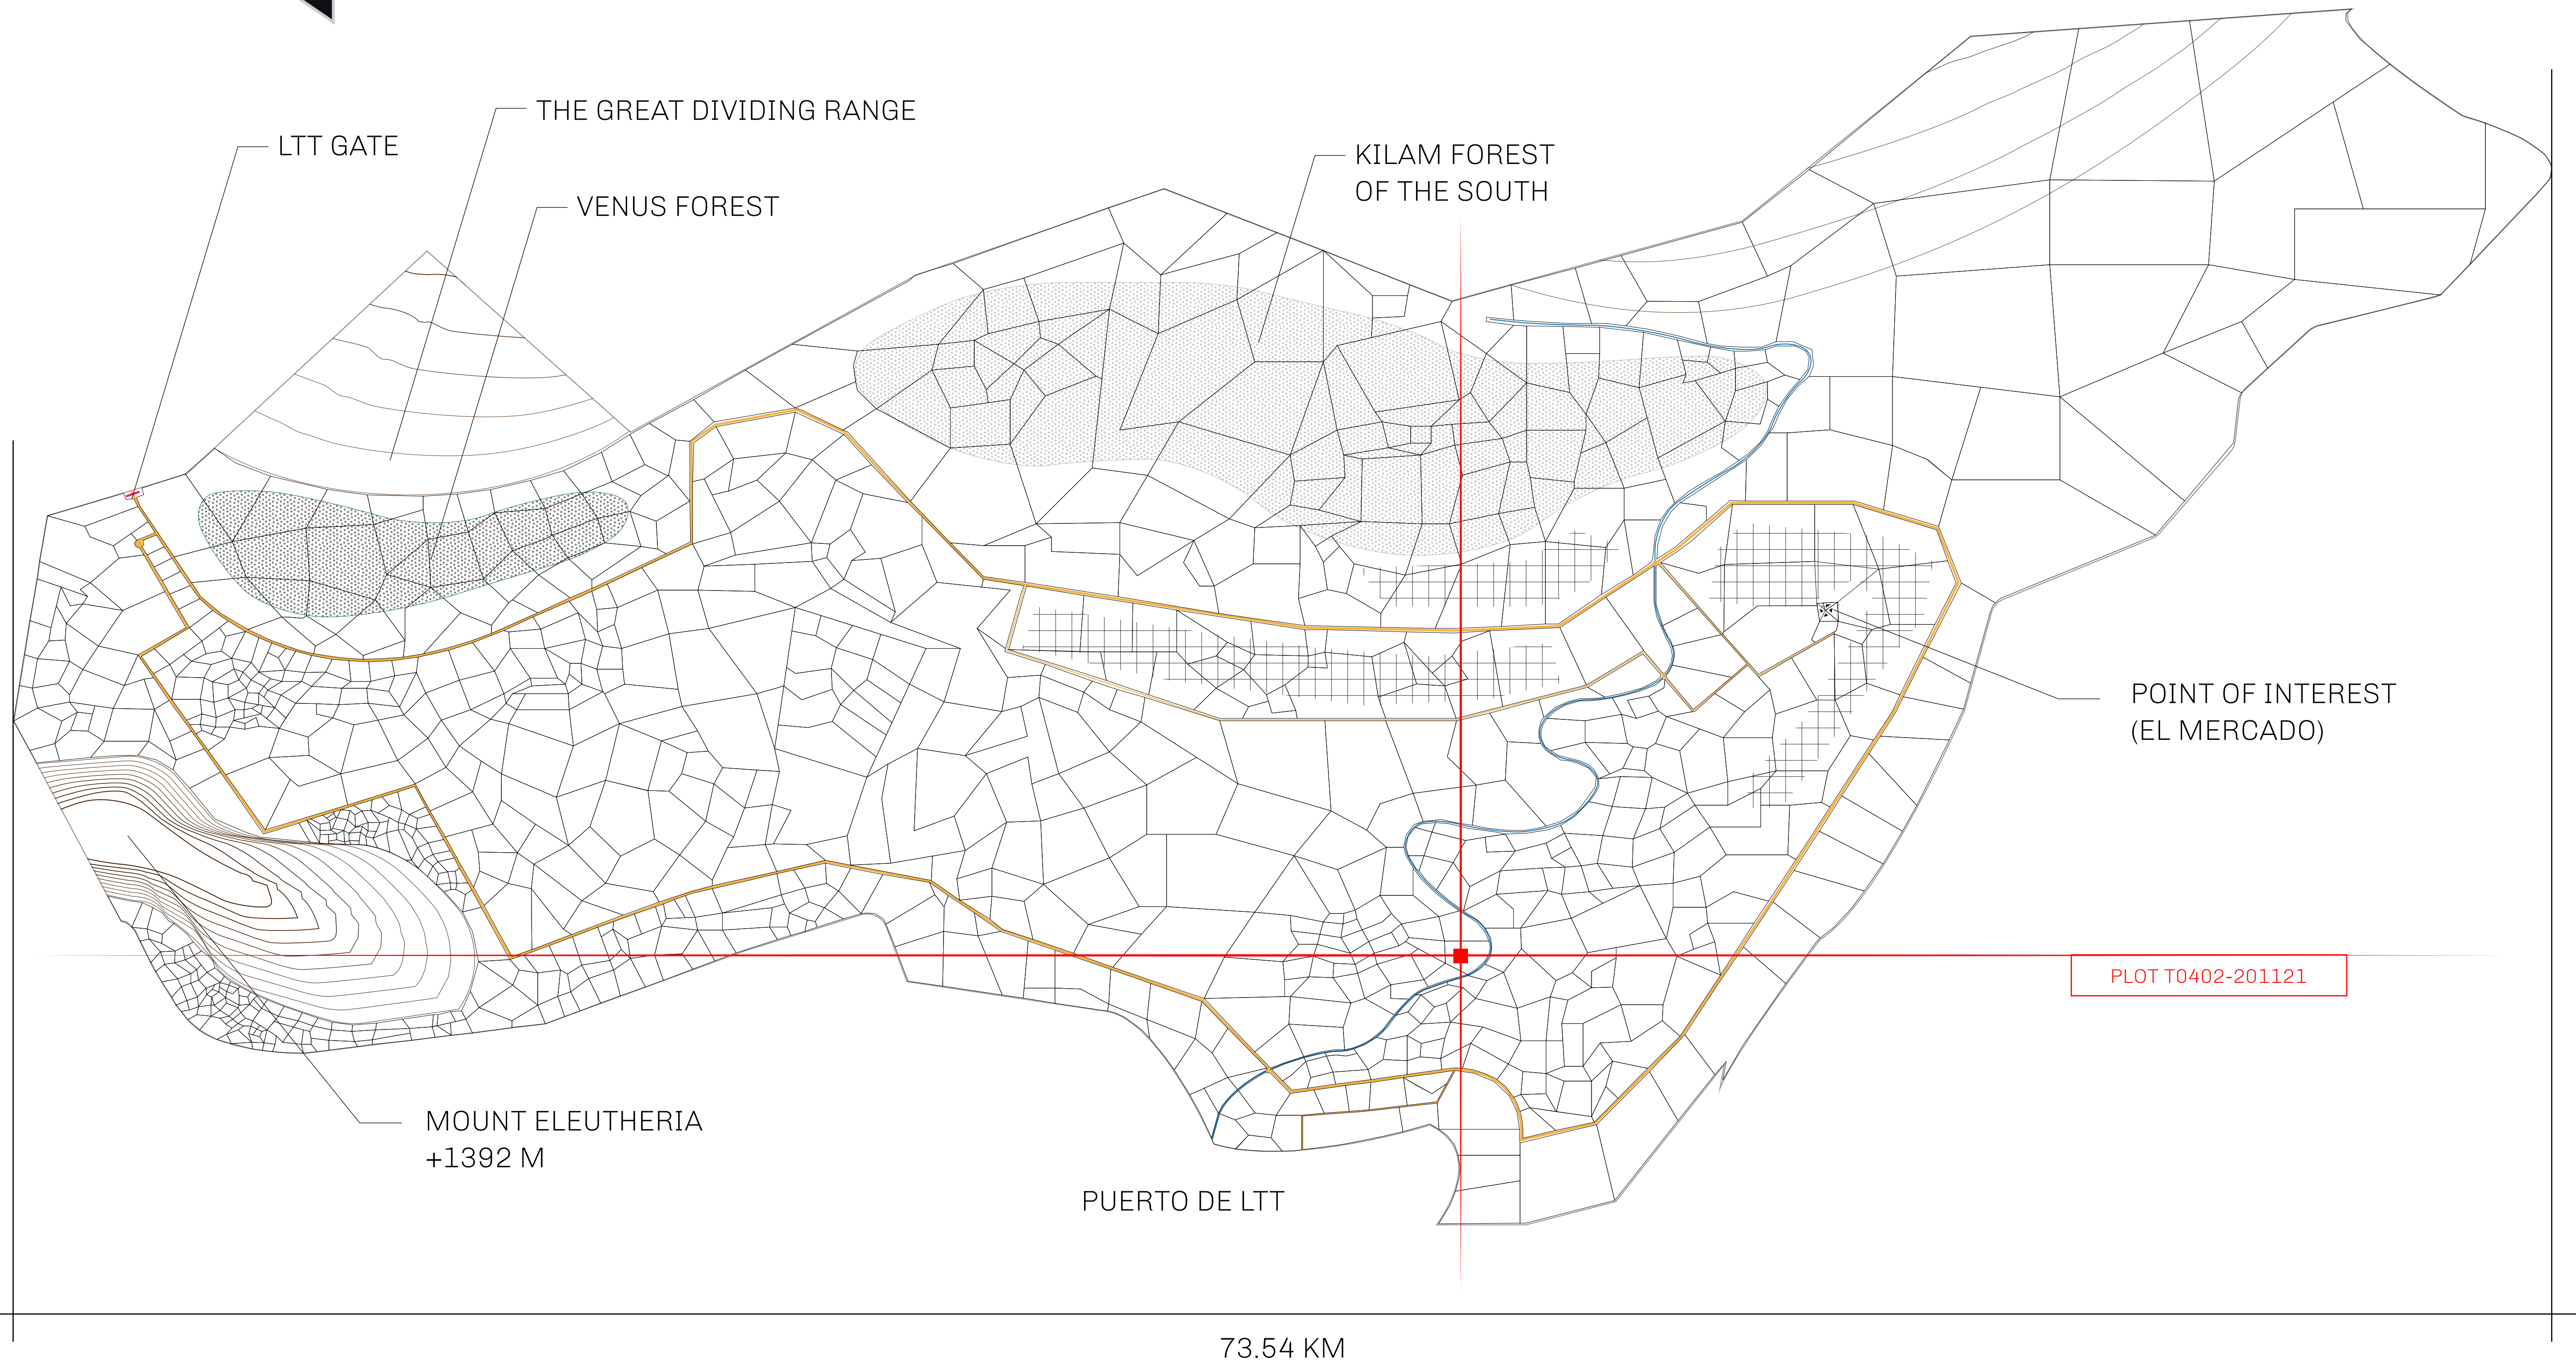 THE GREAT DIVIDING RANGE
LTT GATE
KILAM FOREST
OF THE SOUTH
VENUS FOREST
POINT OF INTEREST
(EL MERCADO)
PLOT T0402-201121
MOUNT ELEUTHERIA
+1392 M
PUERTO DE LTT
73.54 KM